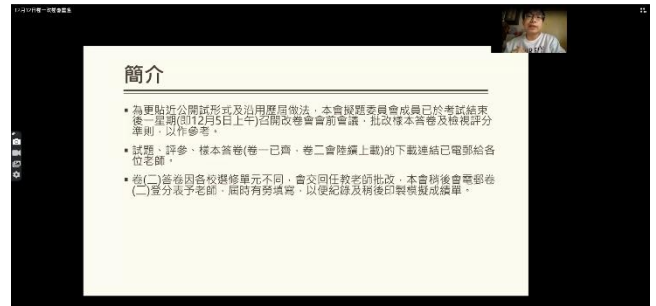 簡介
▪ 為更貼近公開試形式及沿用歷屆做法，本會擬題委員會成員已於考試結束
後一星期(即12月5日上午)召開改卷會會前會議，批改樣本答卷及檢視評分
準則，以作參考。
▪ 試題、評參、樣本答卷(卷一已齊，卷二會陸續上載)的下載連結已電郵給各
位老師。
▪ 卷(二)答卷因各校選修單元不同，會交回任教老師批改，本會稍後會電郵卷
(二)登分表予老師，屆時有勞填寫，以便紀錄及稍後印製模擬成績單。